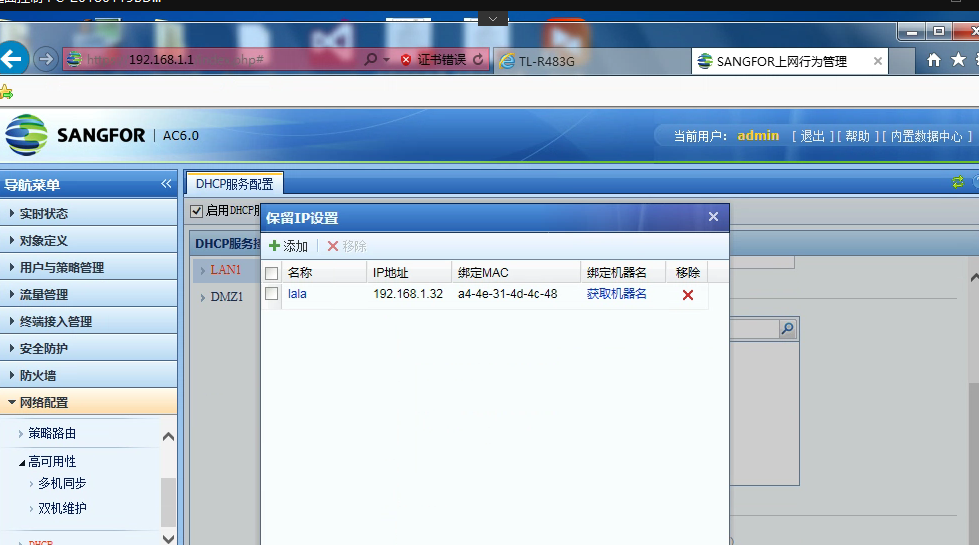 192.168.1.1
证书错误
TL-R483G
SANGFOR上网行为管理
SANGFOR | AC6.0
当前用户: admin [ 退出 ] [ 帮助 ] [ 内置数据中心 ]
导航菜单
DHCP服务配置
实时状态
对象定义
用户与策略管理
流量管理
终端接入管理
安全防护
防火墙
网络配置
策略路由
高可用性
多机同步
双机维护
DHCP
启用DHCP
DHCP服务
LAN1
DMZ1
保留IP设置
添加 移除
名称 IP地址 绑定MAC 绑定机器名 移除
lala 192.168.1.32 a4-4e-31-4d-4c-48 获取机器名